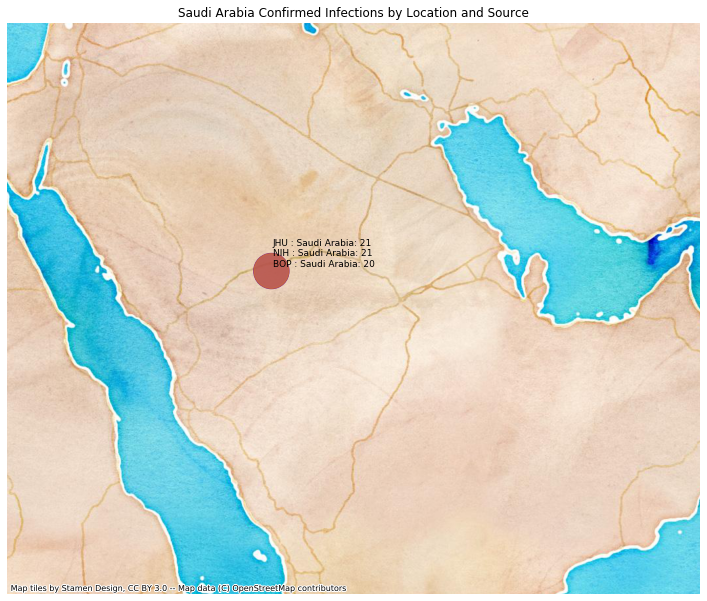 Saudi Arabia Confirmed Infections by Location and Source
JHU : Saudi Arabia: 21
NIH : Saudi Arabia: 21
BOP : Saudi Arabia: 20
Map tiles by Stamen Design, CC BY 3.0 -- Map data (C) OpenStreetMap contributors